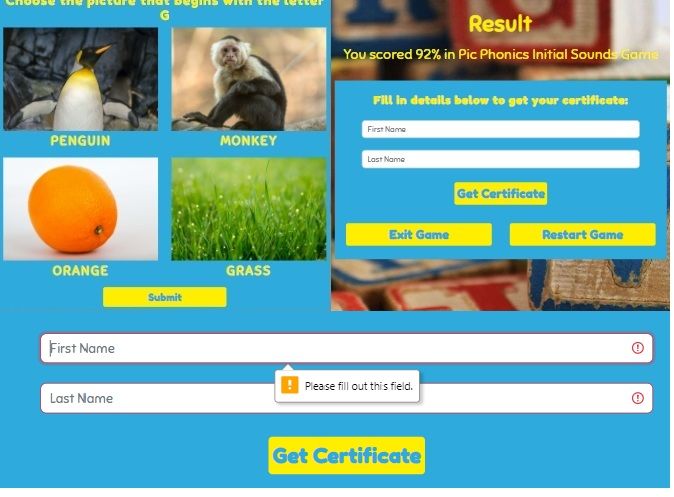 Choose the picture that begins with the letter
G
PENGUIN
MONKEY
ORANGE
GRASS
Submit
Result
You scored 92% in Pic Phonics Initial Sounds Game
Fill in details below to get your certificate:
First Name
Last Name
Get Certificate
Exit Game
Restart Game
First Name
Please fill out this field.
Last Name
Get Certificate